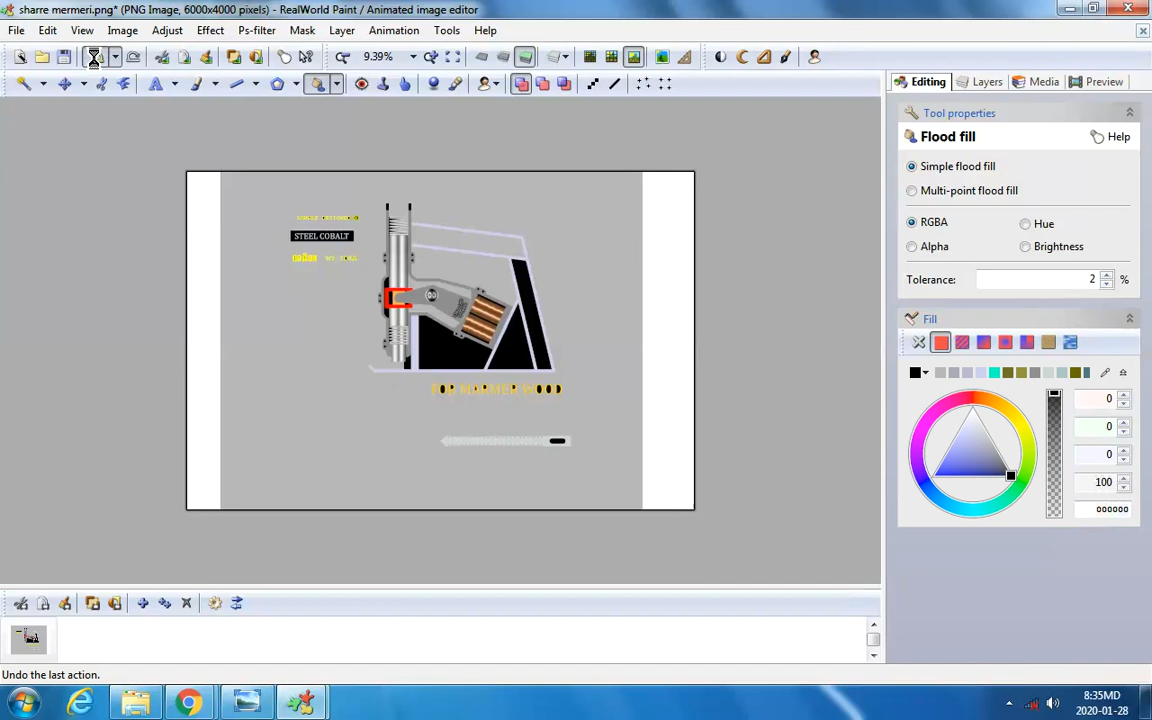 sharre mermeri.png* (PNG Image, 6000x4000 pixels) - RealWorld Paint / Animated image editor
File Edit View Image Adjust Effect Ps-filter Mask Layer Animation Tools Help
9.39%
Editing Layers Media Preview
Tool properties
Flood fill Help
Simple flood fill
Multi-point flood fill
RGBA Hue
Alpha Brightness
Tolerance: 2 %
Fill
0
0
0
100
000000
STEEL COBALT
FOR MARMER WOOD
Undo the last action.
8:35MD
2020-01-28